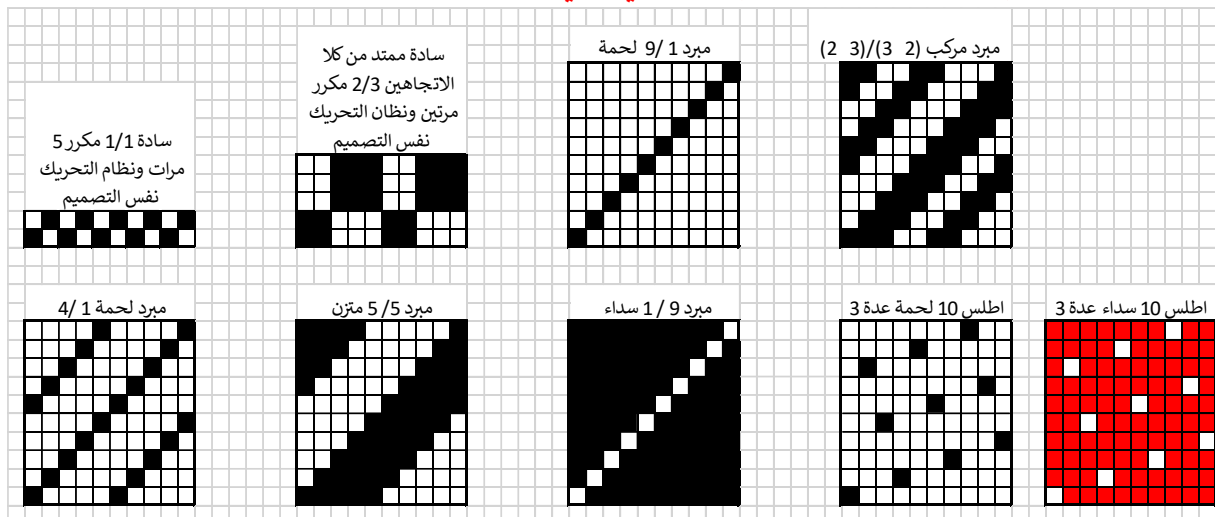 سادة 1/1 مكرر 5
مرات ونظام التحريك
نفس التصميم
سادة ممتد من كلا
الاتجاهين 2/3 مكرر
مرتين ونظان التحريك
نفس التصميم
مبرد 1 /9 لحمة
مبرد مركب (2 3)/(3 2)
مبرد لحمة 1 /4
مبرد 5/ 5 متزن
مبرد 9 / 1 سداء
اطلس 10 لحمة عدة 3
اطلس 10 سداء عدة 3